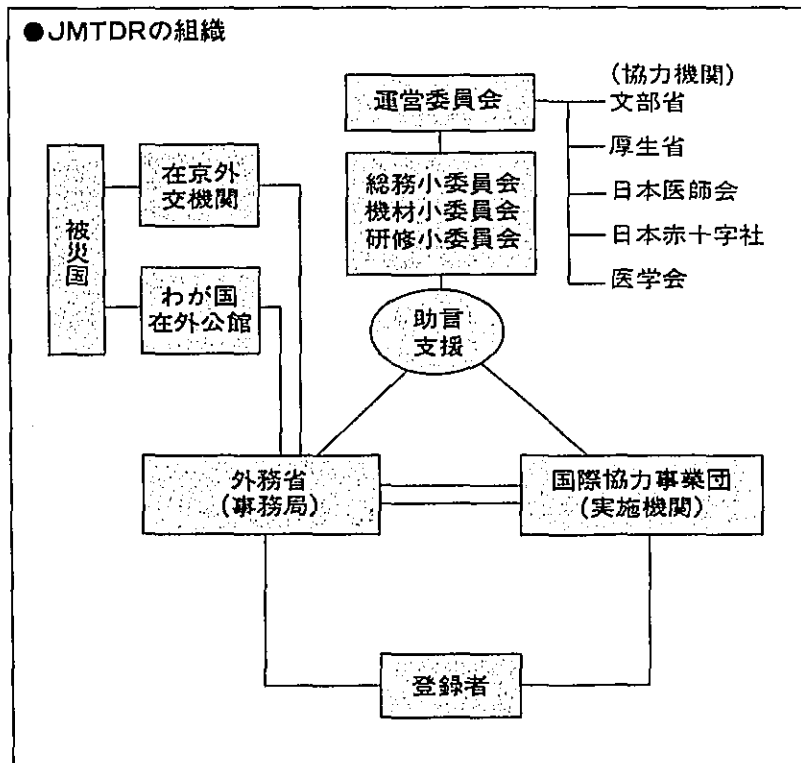 ●JMTDRの組織
運営委員会
(協力機関)
文部省
厚生省
日本医師会
日本赤十字社
医学会
総務小委員会
機材小委員会
研修小委員会
助言
支援
被災国
在京外
交機関
わが国
在外公館
外務省
(事務局)
国際協力事業団
(実施機関)
登録者